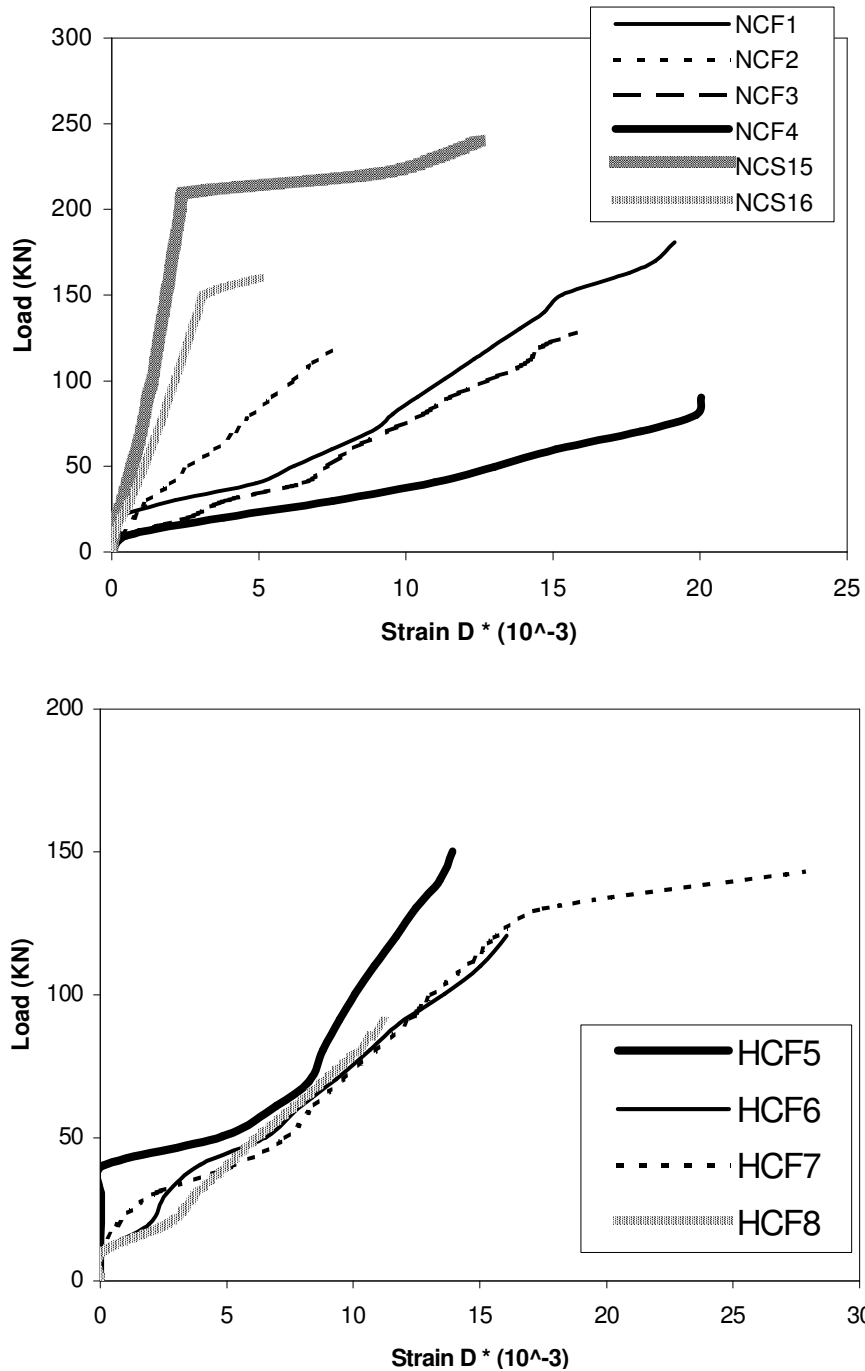 NCF1
NCF2
NCF3
NCF4
NCS15
NCS16
300
250
200
150
100
50
0
Load (KN)
0 5 10 15 20 25
Strain D * (10^-3)
200
150
100
50
0
Load (KN)
HCF5
HCF6
HCF7
HCF8
0 5 10 15 20 25 30
Strain D * (10^-3)